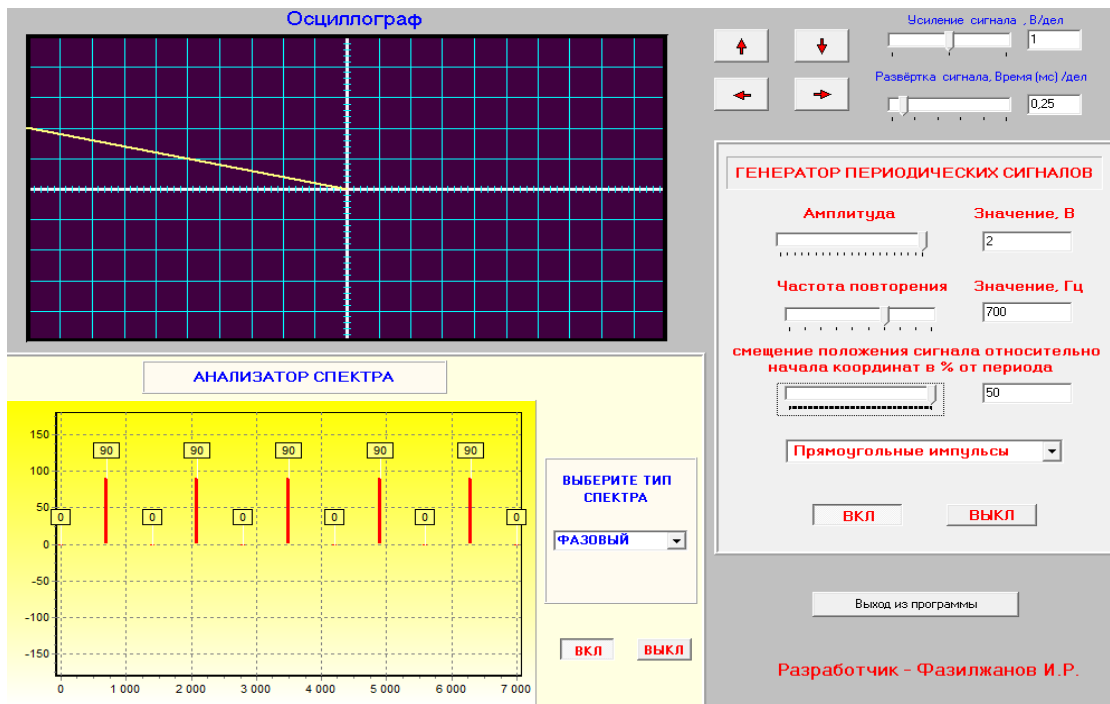 Осциллограф
Усиление сигнала , В/дел
1
Развёртка сигнала, Время (мс) /дел
0,25
ГЕНЕРАТОР ПЕРИОДИЧЕСКИХ СИГНАЛОВ
Амплитуда
Значение, В
2
Частота повторения
Значение, Гц
700
смещение положения сигнала относительно
начала координат в % от периода
50
Прямоугольные импульсы
ВКЛ
ВЫКЛ
Выход из программы
Разработчик - Фазилжанов И.Р.
АНАЛИЗАТОР СПЕКТРА
150
100
50
0
-50
-100
-150
90
90
90
90
90
0
0
0
0
0
0
0 1 000 2 000 3 000 4 000 5 000 6 000 7 000
ВЫБЕРИТЕ ТИП
СПЕКТРА
ФАЗОВЫЙ
ВКЛ
ВЫКЛ